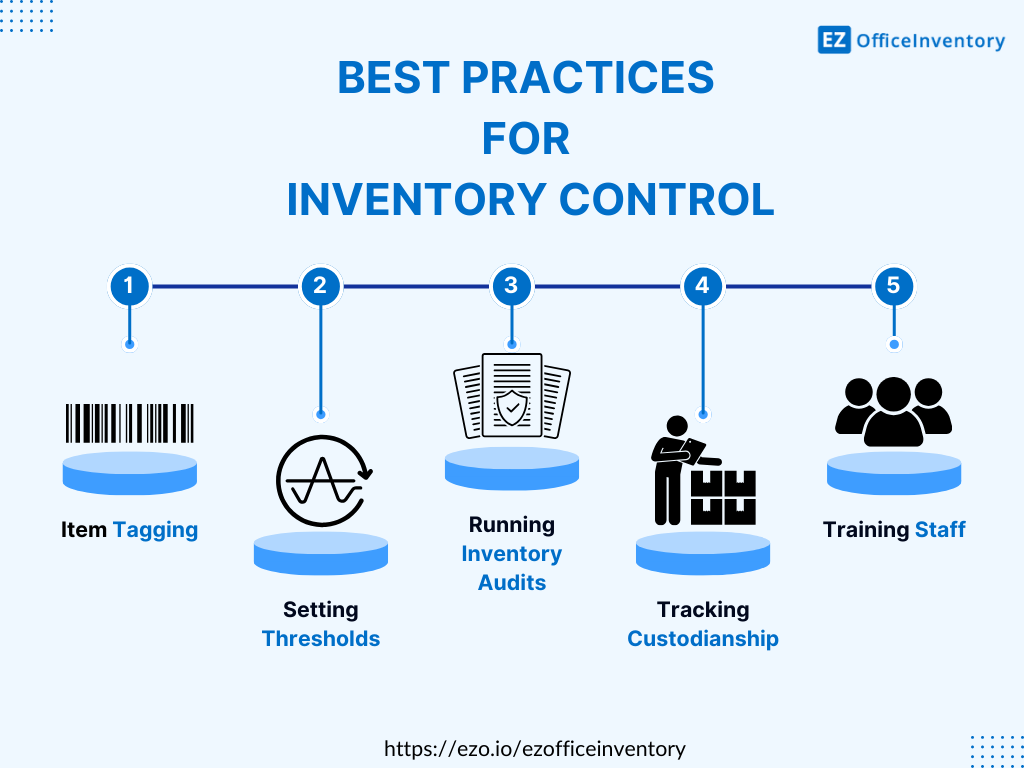 EZ OfficeInventory
BEST PRACTICES
FOR
INVENTORY CONTROL
1
2
3
4
5
Item Tagging
Setting
Thresholds
Running
Inventory
Audits
Tracking
Custodianship
Training Staff
https://ezo.io/ezofficeinventory